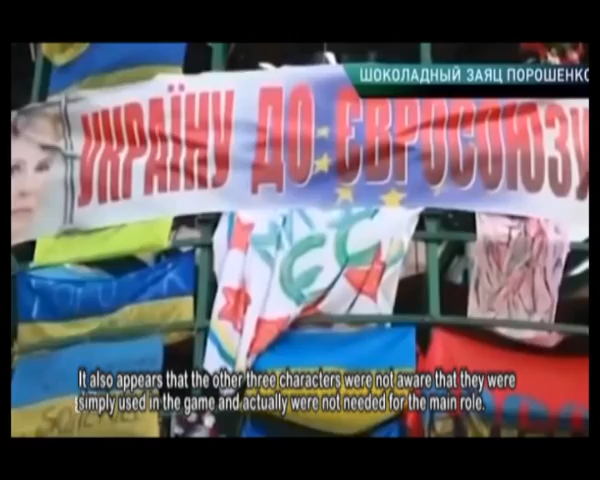 ШОКОЛАДНЫЙ ЗАЯЦ ПОРОШЕНКО
УКРАЇНУ ДО ЄВРОСОЮЗУ
It also appears that the other three characters were not aware that they were
simply used in the game and actually were not needed for the main role.